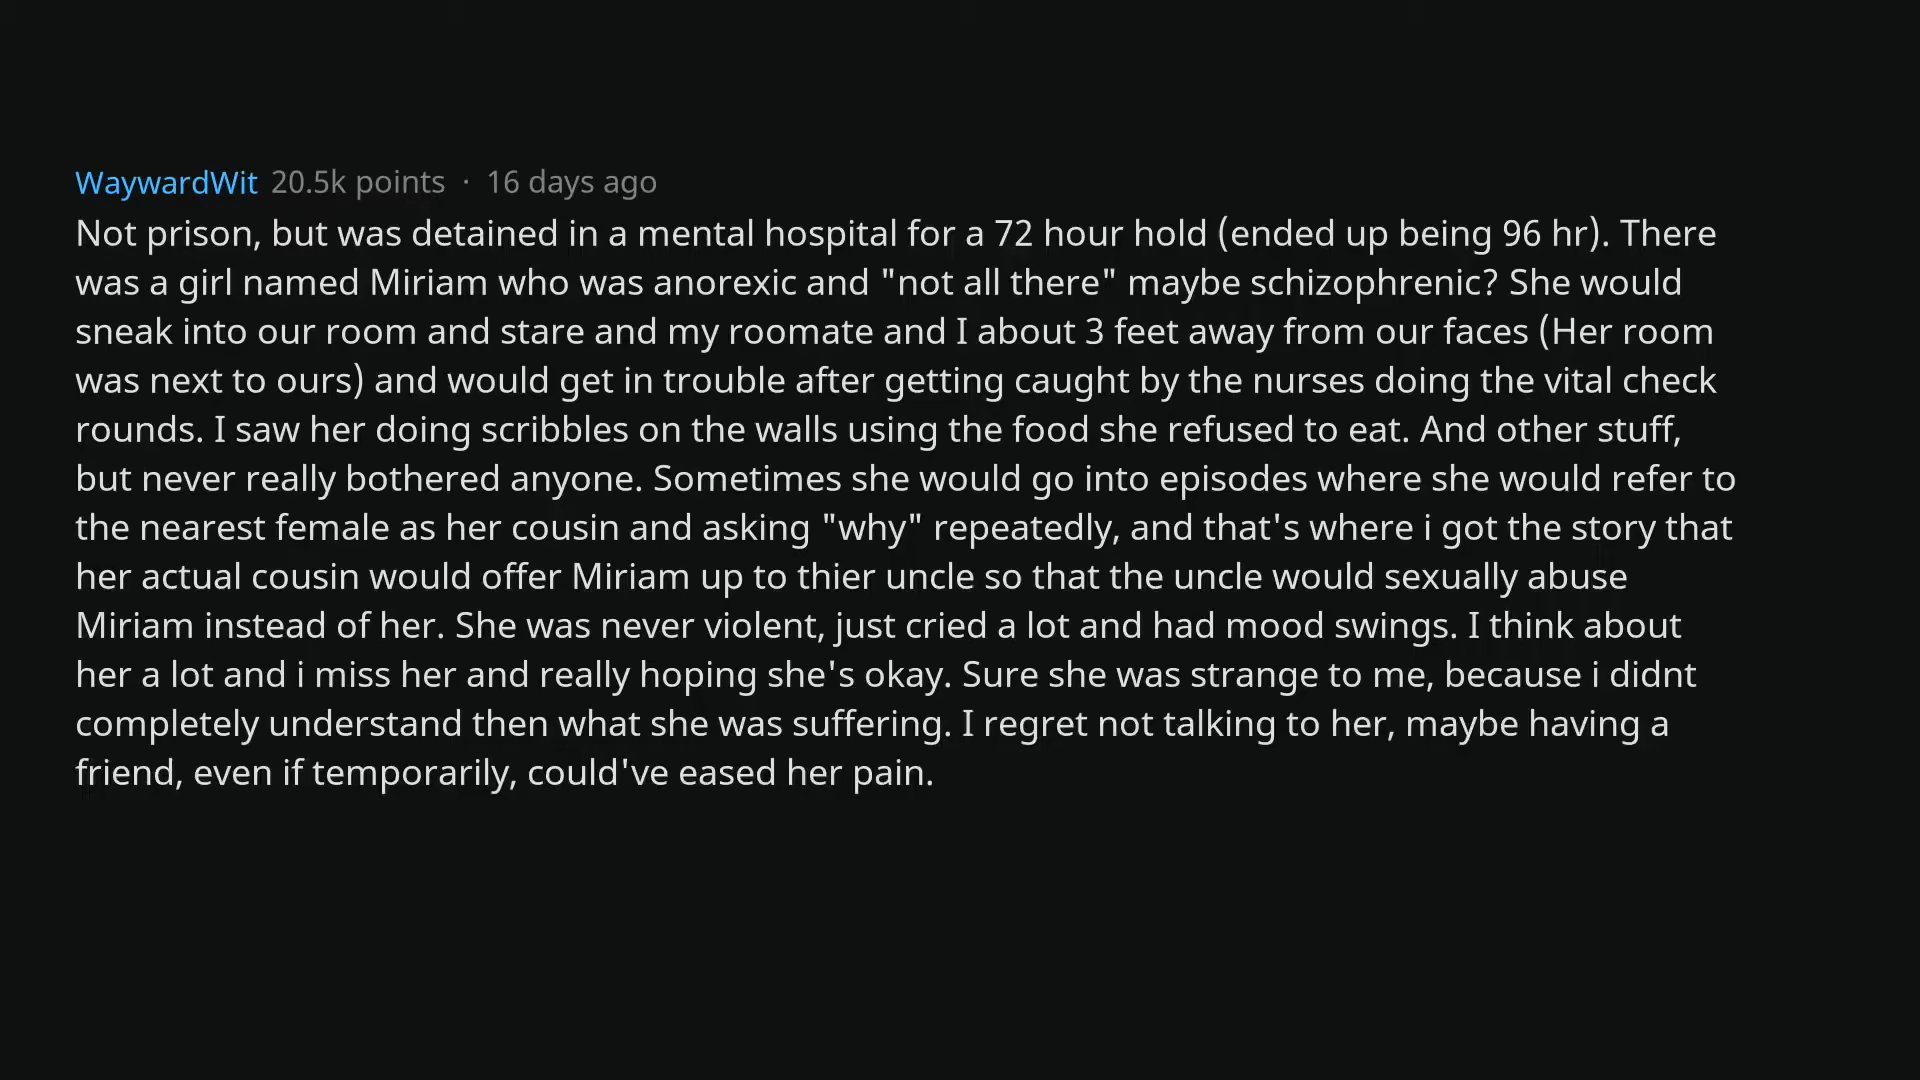 WaywardWit 20.5k points · 16 days ago
Not prison, but was detained in a mental hospital for a 72 hour hold (ended up being 96 hr). There
was a girl named Miriam who was anorexic and "not all there" maybe schizophrenic? She would
sneak into our room and stare and my roomate and I about 3 feet away from our faces (Her room
was next to ours) and would get in trouble after getting caught by the nurses doing the vital check
rounds. I saw her doing scribbles on the walls using the food she refused to eat. And other stuff,
but never really bothered anyone. Sometimes she would go into episodes where she would refer to
the nearest female as her cousin and asking "why" repeatedly, and that's where i got the story that
her actual cousin would offer Miriam up to thier uncle so that the uncle would sexually abuse
Miriam instead of her. She was never violent, just cried a lot and had mood swings. I think about
her a lot and i miss her and really hoping she's okay. Sure she was strange to me, because i didnt
completely understand then what she was suffering. I regret not talking to her, maybe having a
friend, even if temporarily, could've eased her pain.